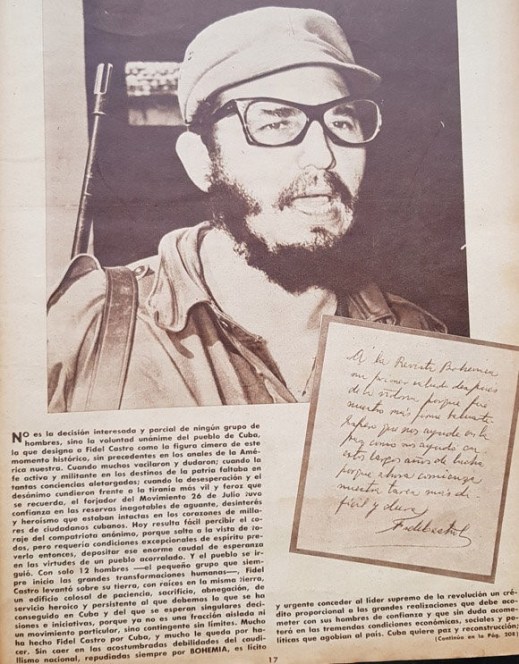 A la Revista Bohemia
mi primer saludo después
de la victoria porque fue
nuestro más firme baluarte.
Espero que nos ayude en la
paz como nos ayudó en
estos largos años de lucha
porque ahora comienza
nuestra tarea más di-
fícil y dura.
Fidel Castro
NO es la decisión interesada y parcial de ningún grupo de
hombres, sino la voluntad unánime del pueblo de Cuba,
la que designa a Fidel Castro como la figura cimera de este
momento histórico, sin precedentes en los anales de la Amé-
rica nuestra. Cuando muchos vacilaron y dudaron; cuando la
fe activa y militante en los destinos de la patria faltaba en
tantas conciencias aletargadas; cuando la desesperación y el
desánimo cundieron frente a la tiranía más vil y feroz que
se recuerda, el forjador del Movimiento 26 de Julio tuvo
confianza en las reservas inagotables de aguante, desinterés
y heroísmo que estaban intactas en los corazones de milla-
res de ciudadanos cubanos. Hoy resulta fácil percibir el co-
raje del compatriota anónimo, porque salta a la vista de to-
dos, pero requería condiciones excepcionales de espíritu pre-
verlo entonces, depositar ese enorme caudal de esperanza
en las virtudes de un pueblo acorralado. Y el pueblo se ir-
guió. Con sólo 12 hombres —el pequeño grupo que siem-
pre inicia las grandes transformaciones humanas—, Fidel
Castro levantó sobre su tierra, con raíces en la misma tierra,
un edificio colosal de paciencia, sacrificio, abnegación, de
servicio heroico y persistente al que debemos lo que se ha
conseguido en Cuba y del que se esperan singulares deci-
siones e iniciativas, porque ya no es una fracción aislada ni
un movimiento particular, sino contingente sin límites. Mucho
ha hecho Fidel Castro por Cuba, y mucho le queda por ha-
cer. Sin caer en las acostumbradas debilidades del caudi-
llismo nacional, repudiadas siempre por BOHEMIA, es lícito
y urgente conceder al líder supremo de la revolución un cré-
dito proporcional a las grandes realizaciones que debe aco-
meter con sus hombres de confianza y que sin duda acome-
terá en las tremendas condiciones económicas, sociales y po-
líticas que agobian al país. Cuba quiere paz y reconstrucción;
(Continúa en la Pág. 208)
17